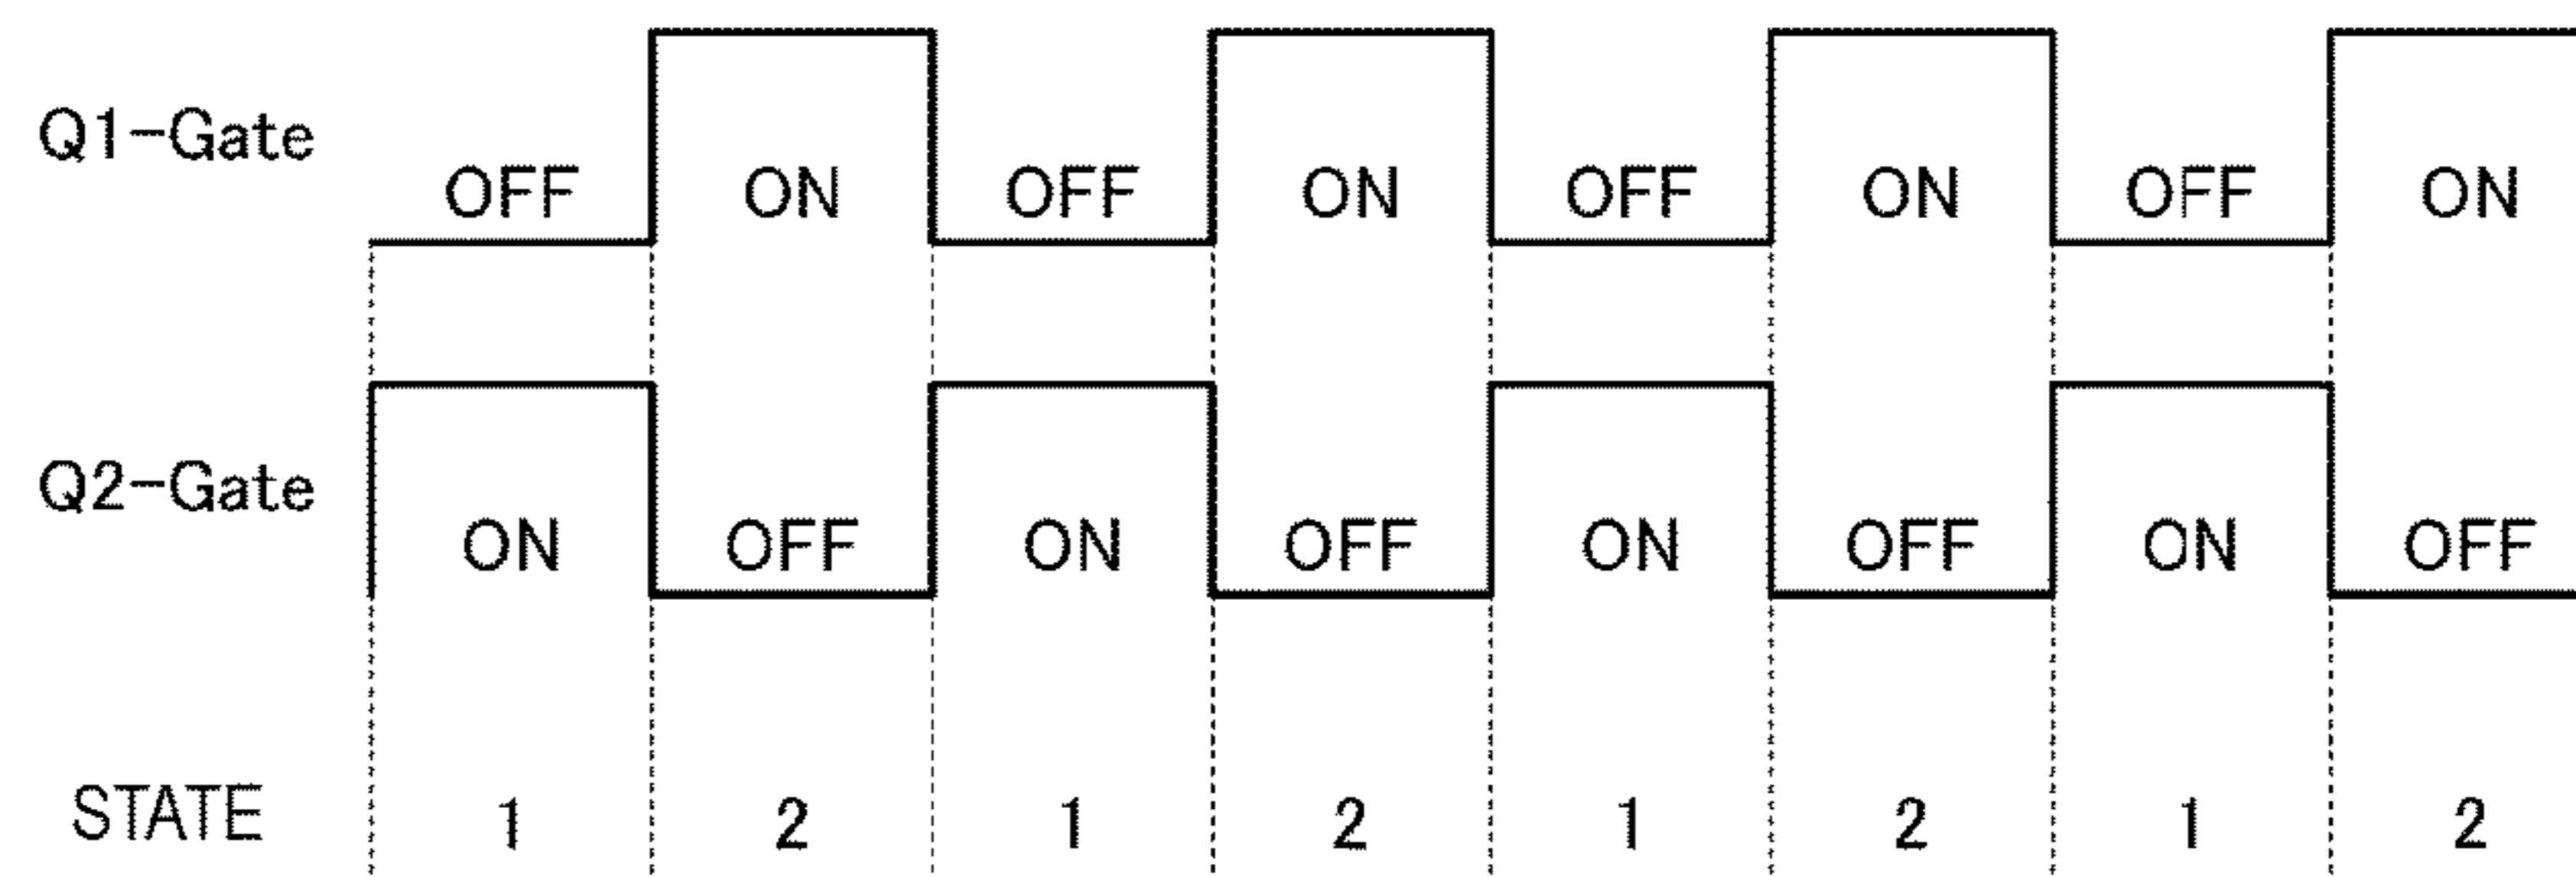 Q1-Gate OFF ON OFF ON OFF ON OFF ON
Q2-Gate ON OFF ON OFF ON OFF ON OFF
STATE 1 2 1 2 1 2 1 2